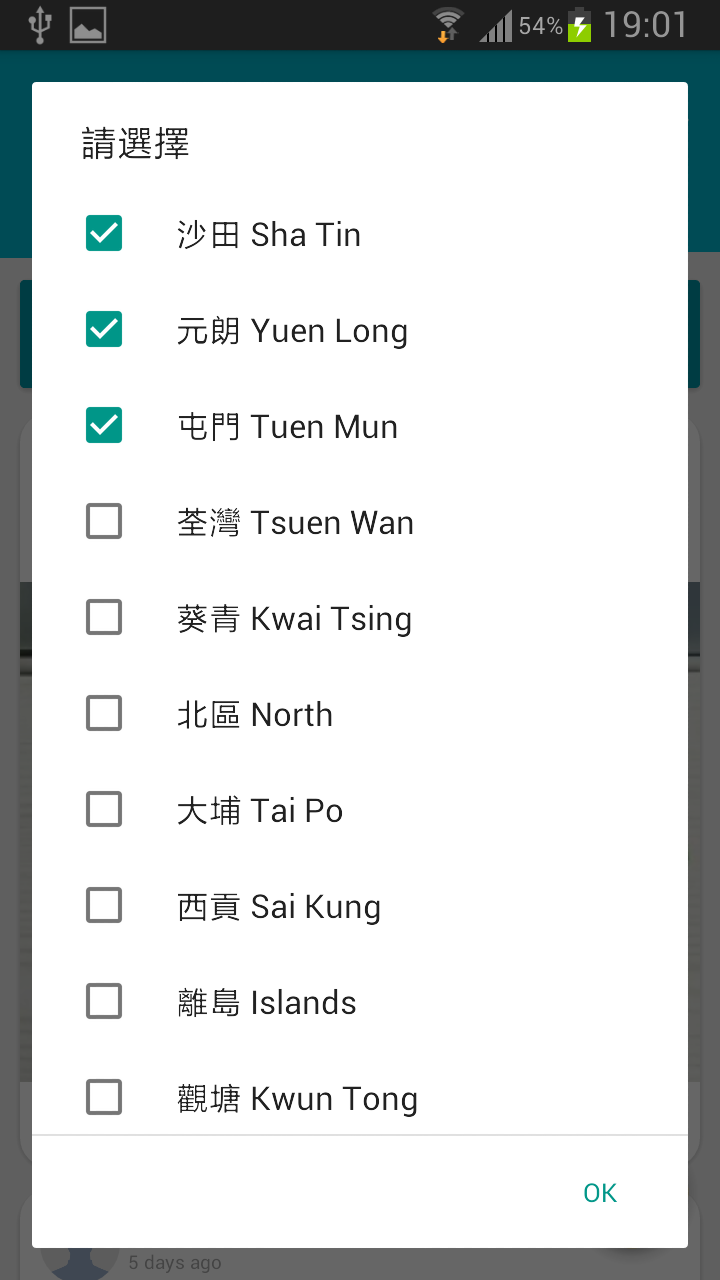 54% 19:01
請選擇
沙田 Sha Tin
元朗 Yuen Long
屯門 Tuen Mun
荃灣 Tsuen Wan
葵青 Kwai Tsing
北區 North
大埔 Tai Po
西貢 Sai Kung
離島 Islands
觀塘 Kwun Tong
OK
5 days ago